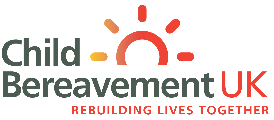 Child
Bereavement UK
REBUILDING LIVES TOGETHER